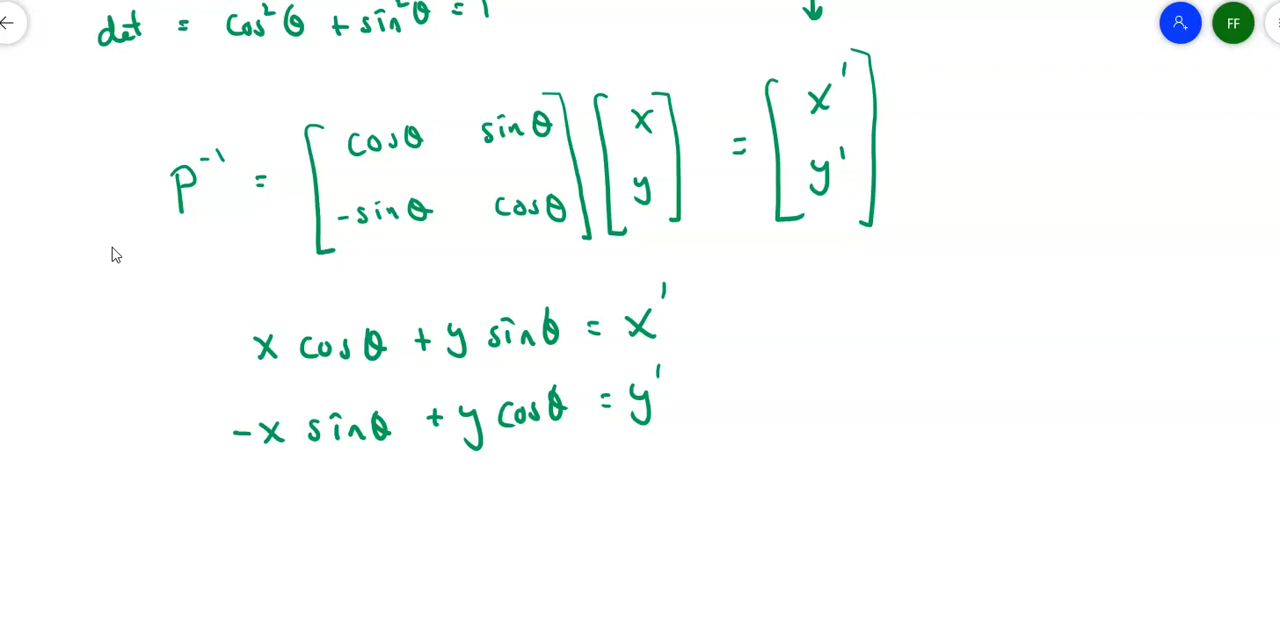 det = cos²θ + sin²θ = 1
FF
P⁻¹ = [cosθ sinθ] [x] = [x']
[-sinθ cosθ] [y] [y']
x cosθ + y sinθ = x'
-x sinθ + y cosθ = y'